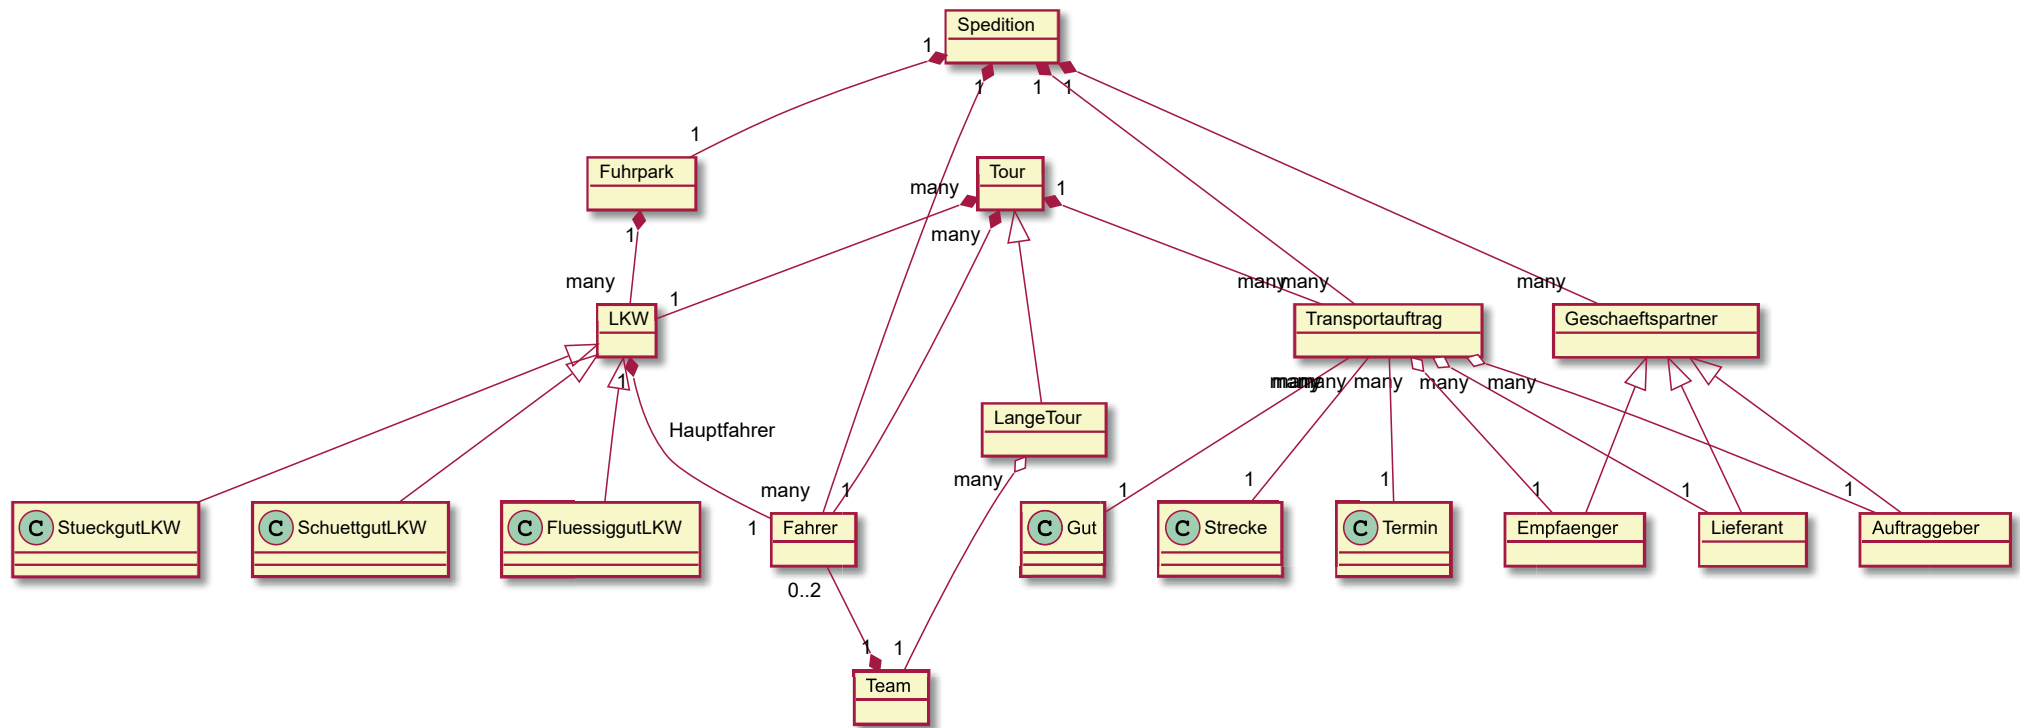 Spedition
1
1
1
1
1
Fuhrpark
Tour
many
1
many
1
many
1
many
many
many
LKW
Transportauftrag
Geschaeftspartner
1
many
many
many
many
many
many
Hauptfahrer
LangeTour
many
many
1
1
1
1
1
1
1
1
C StueckgutLKW
C SchuettgutLKW
C FluessiggutLKW
Fahrer
C Gut
C Strecke
C Termin
Empfaenger
Lieferant
Auftraggeber
0..2
1
1
Team